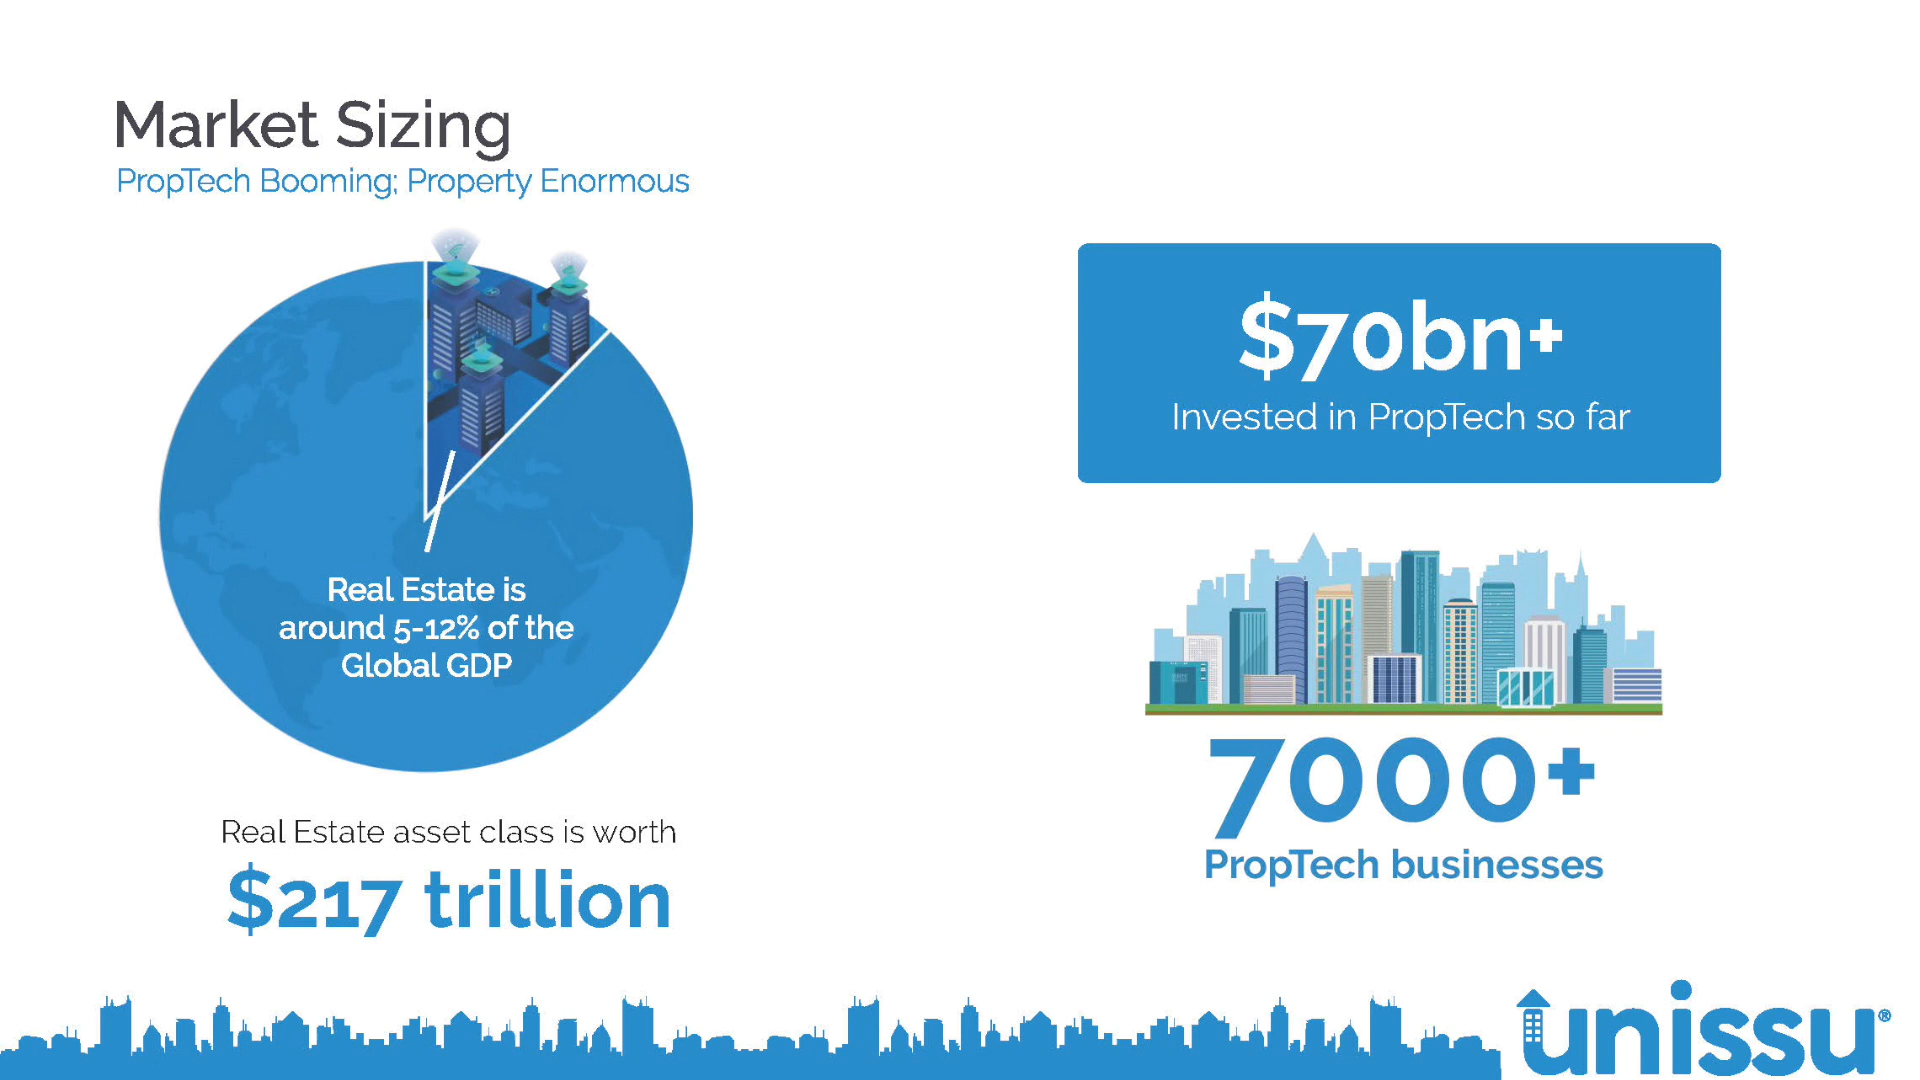 Market Sizing
PropTech Booming; Property Enormous
Real Estate is
around 5-12% of the
Global GDP
Real Estate asset class is worth
$217 trillion
$70bn+
Invested in PropTech so far
7000+
PropTech businesses
unissu®